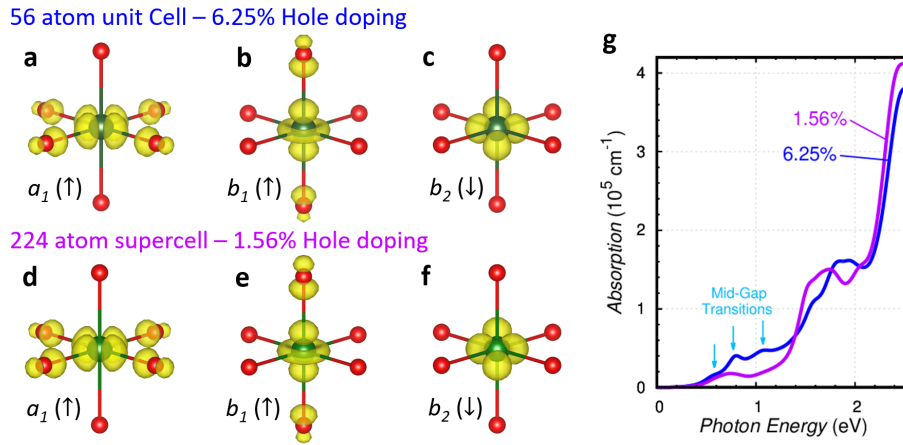 56 atom unit Cell – 6.25% Hole doping
a
b
c
a₁ (↑)
b₁ (↑)
b₂ (↓)
224 atom supercell – 1.56% Hole doping
d
e
f
a₁ (↑)
b₁ (↑)
b₂ (↓)
g
Absorption (10⁵ cm⁻¹)
4
3
2
1
0
1.56%
6.25%
Mid-Gap
Transitions
0
1
2
Photon Energy (eV)